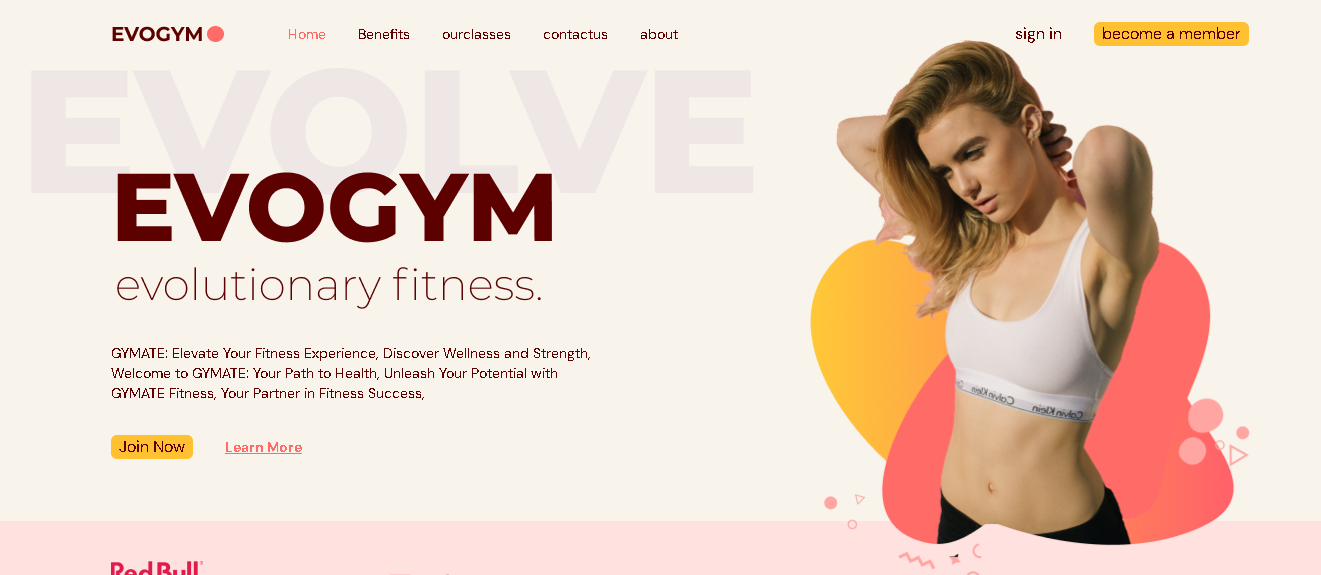 EVOGYM
Home
Benefits
ourclasses
contactus
about
sign in
become a member
EVOLVE
EVOGYM
evolutionary fitness.
GYMATE: Elevate Your Fitness Experience, Discover Wellness and Strength,
Welcome to GYMATE: Your Path to Health, Unleash Your Potential with
GYMATE Fitness, Your Partner in Fitness Success,
Join Now
Learn More
Calvin Klein
Calvin Klein
Red Bull